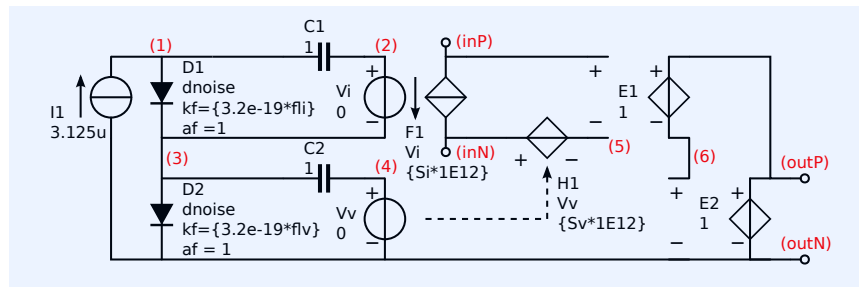 (1)
C1
1
(2)
(inP)
D1
dnoise
kf={3.2e-19*fli}
af =1
I1
3.125u
Vi
0
+
−
F1
Vi
{Si*1E12}
(inN)
+
−
E1
1
+
−
(3)
C2
1
(4)
+
−
(5)
H1
Vv
{Sv*1E12}
(6)
(outP)
D2
dnoise
kf={3.2e-19*flv}
af = 1
Vv
0
+
−
+
−
E2
1
+
−
(outN)